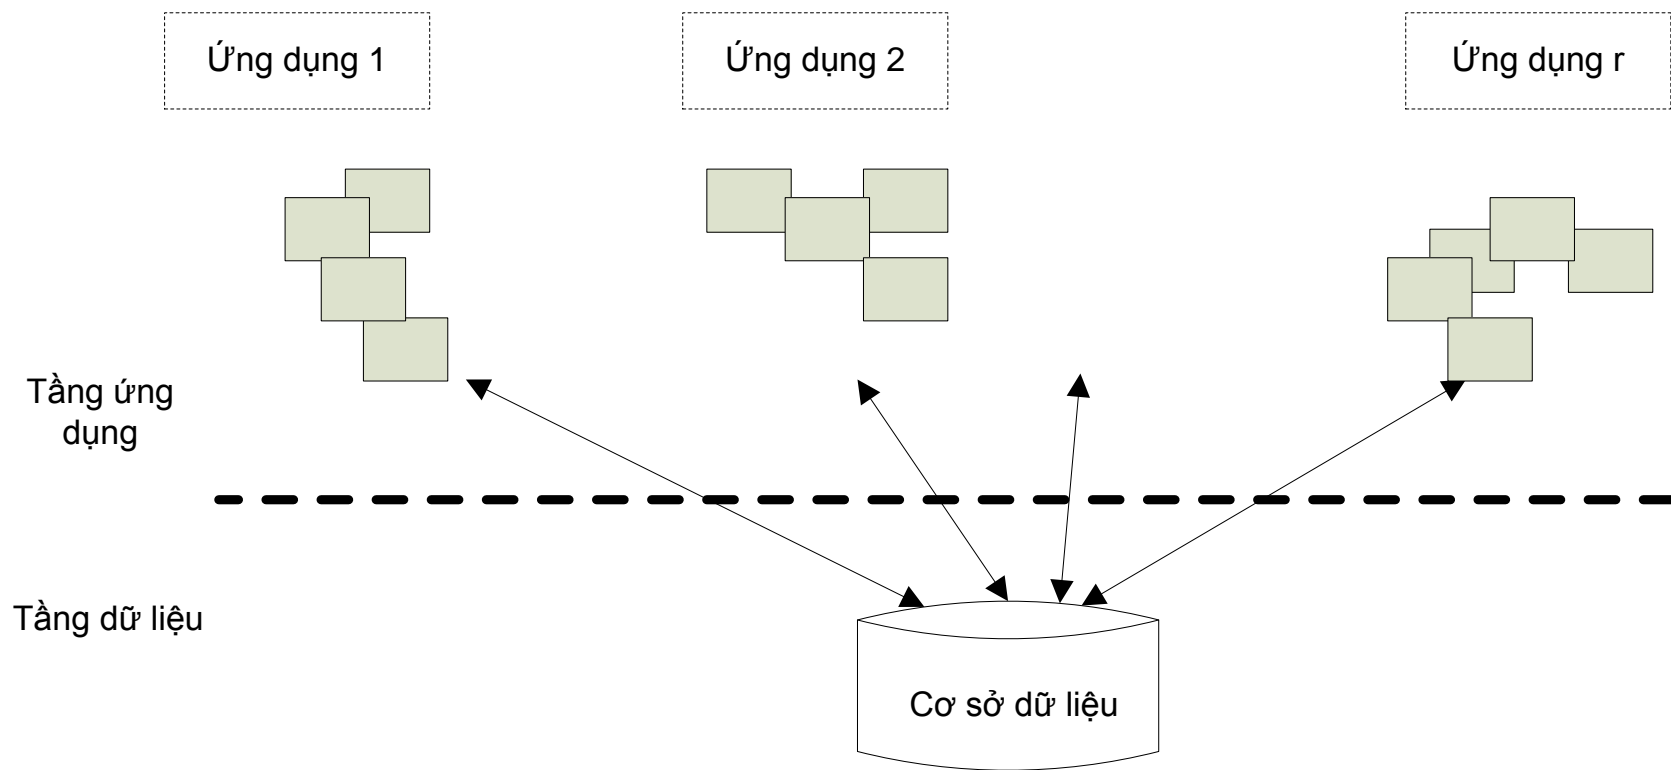 Ứng dụng 1
Ứng dụng 2
Ứng dụng r
Tầng ứng
dụng
Tầng dữ liệu
Cơ sở dữ liệu